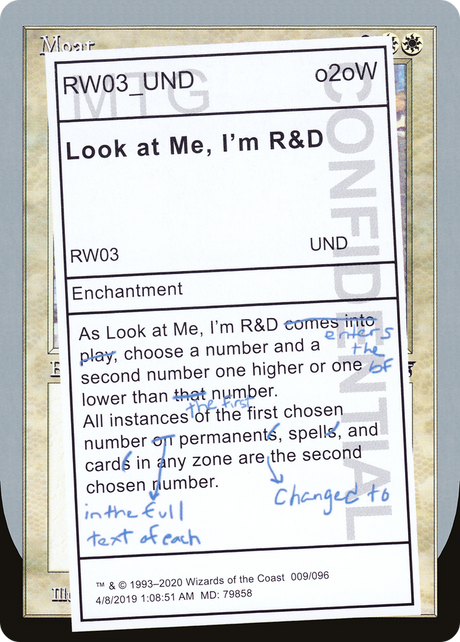 Moat
MTG
CONFIDENTIAL
RW03_UND o2oW
Look at Me, I'm R&D
RW03 UND
Enchantment
As Look at Me, I'm R&D comes into
enters
play, choose a number and a
the
second number one higher or one
of
lower than that number.
the first
All instances of the first chosen
number on permanents, spells, and
cards in any zone are the second
chosen number.
Changed to
in the full
text of each
™ & © 1993–2020 Wizards of the Coast 009/096
4/8/2019 1:08:51 AM MD: 79858